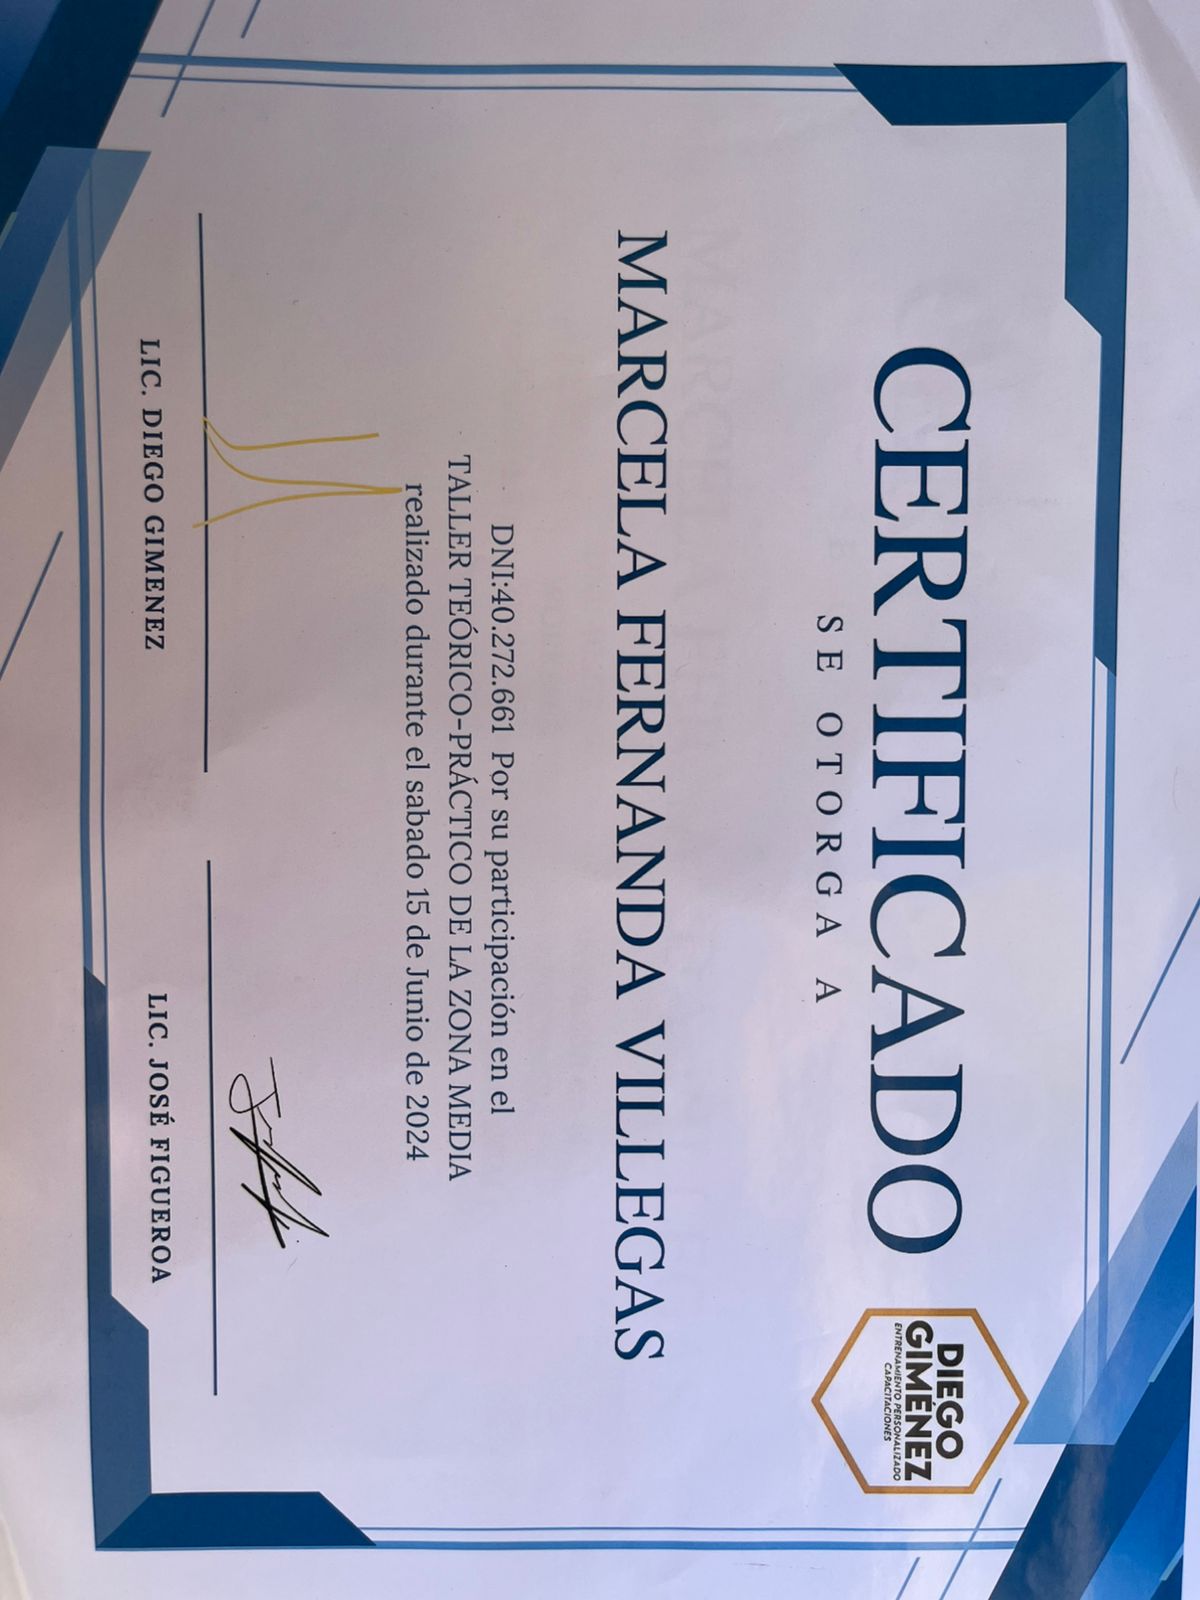 CERTIFICADO
SE OTORGA A
DIEGO
GIMÉNEZ
ENTRENAMIENTO PERSONALIZADO
CAPACITACIONES
MARCELA FERNANDA VILLEGAS
DNI:40.272.661 Por su participación en el
TALLER TEÓRICO-PRÁCTICO DE LA ZONA MEDIA
realizado durante el sabado 15 de Junio de 2024
LIC. DIEGO GIMENEZ
LIC. JOSÉ FIGUEROA